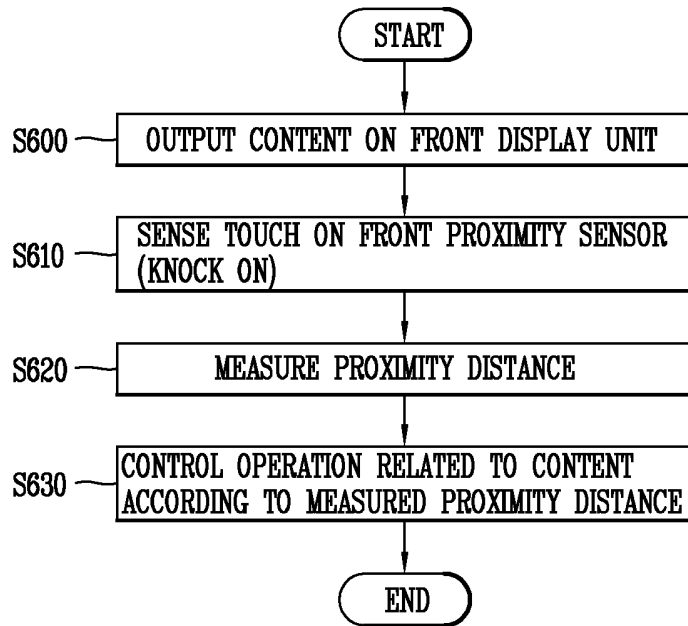 START
S600 OUTPUT CONTENT ON FRONT DISPLAY UNIT
S610 SENSE TOUCH ON FRONT PROXIMITY SENSOR
(KNOCK ON)
S620 MEASURE PROXIMITY DISTANCE
S630 CONTROL OPERATION RELATED TO CONTENT
ACCORDING TO MEASURED PROXIMITY DISTANCE
END